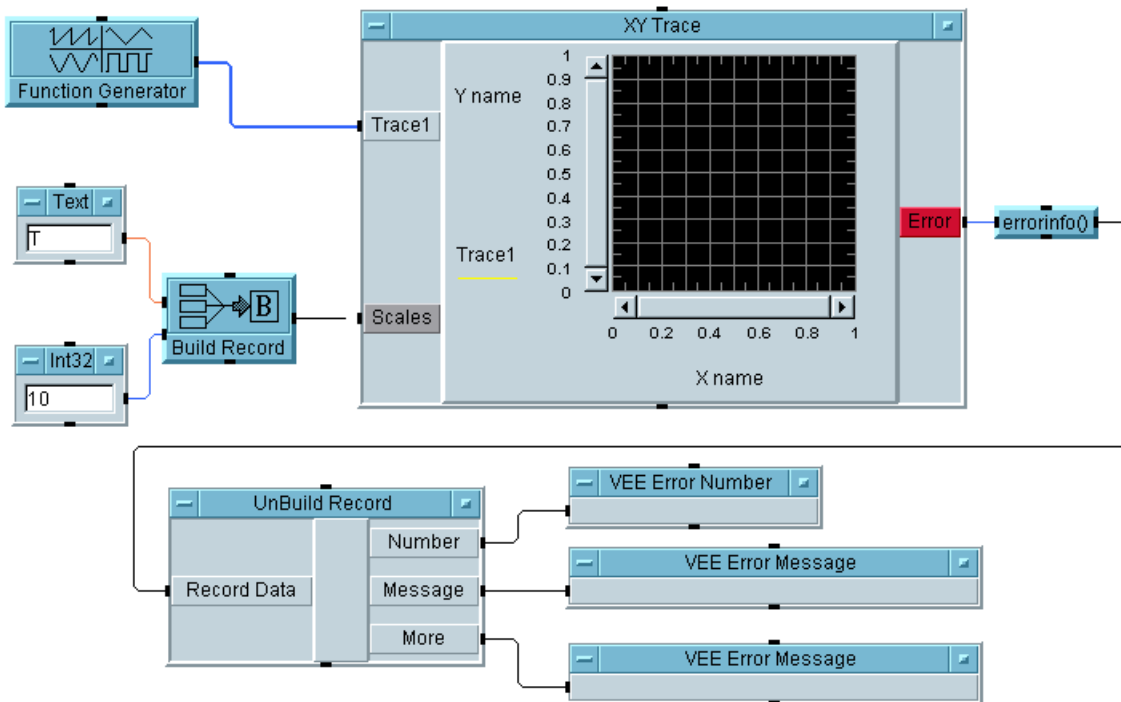 Function Generator
XY Trace
Trace1
Y name
Trace1
1
0.9
0.8
0.7
0.6
0.5
0.4
0.3
0.2
0.1
0
0 0.2 0.4 0.6 0.8 1
X name
Scales
Error
errorinfo()
Text
T
Int32
10
B
Build Record
UnBuild Record
Record Data
Number
Message
More
VEE Error Number
VEE Error Message
VEE Error Message